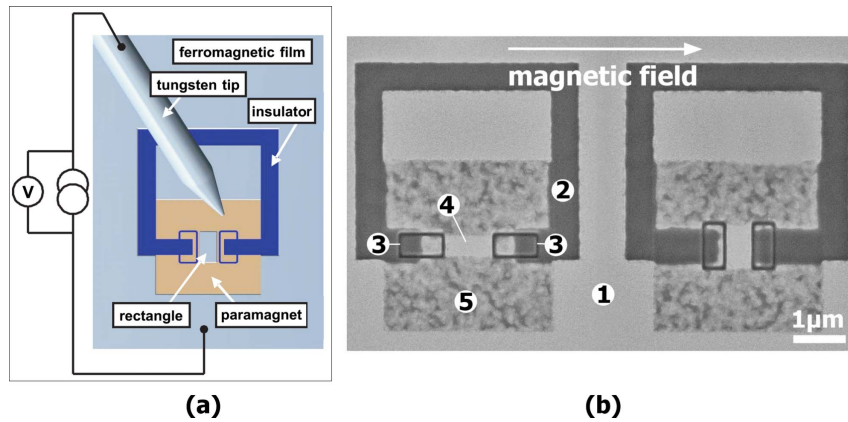 ferromagnetic film
tungsten tip
insulator
V
rectangle
paramagnet
(a)
magnetic field
2
4
3
3
5
1
1µm
(b)